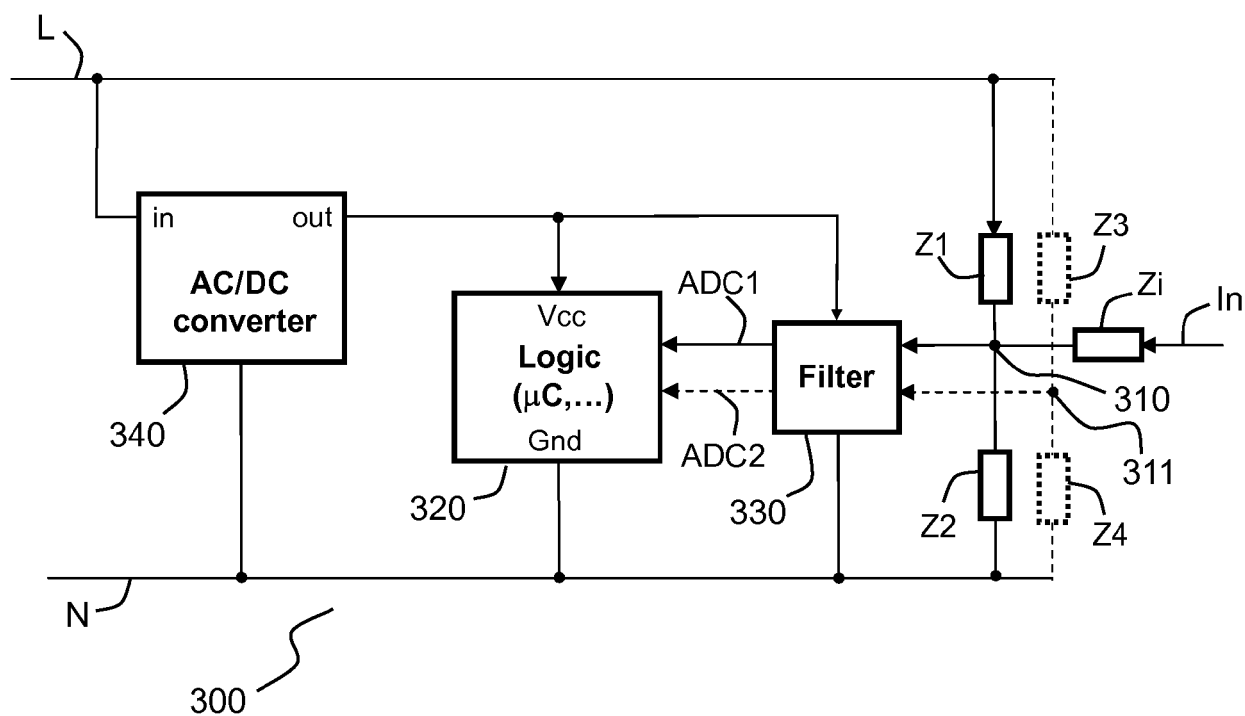 L
in
out
AC/DC
converter
340
Vcc
Logic
(μC,...)
Gnd
320
ADC1
ADC2
Filter
330
Z1
Z3
Zi
In
310
311
Z2
Z4
N
300